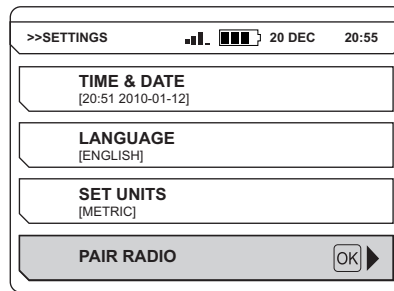 >>SETTINGS 20 DEC 20:55
TIME & DATE
[20:51 2010-01-12]
LANGUAGE
[ENGLISH]
SET UNITS
[METRIC]
PAIR RADIO OK